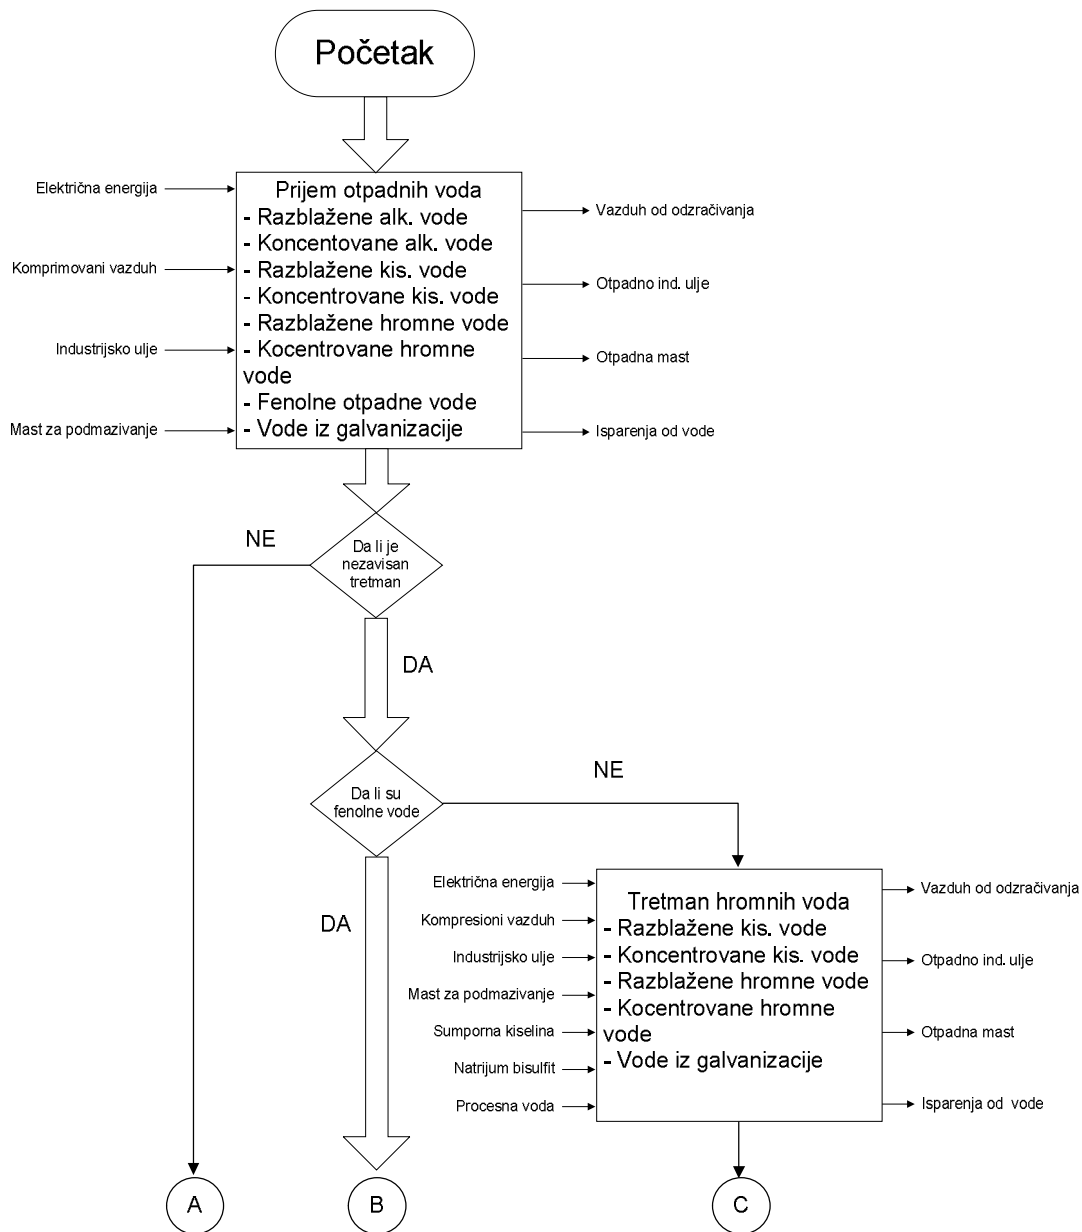 Početak
Električna energija
Komprimovani vazduh
Industrijsko ulje
Mast za podmazivanje
Prijem otpadnih voda
- Razblažene alk. vode
- Koncentovane alk. vode
- Razblažene kis. vode
- Koncentrovane kis. vode
- Razblažene hromne vode
- Kocentrovane hromne
vode
- Fenolne otpadne vode
- Vode iz galvanizacije
Vazduh od odzračivanja
Otpadno ind. ulje
Otpadna mast
Isparenja od vode
NE
Da li je
nezavisan
tretman
DA
NE
Da li su
fenolne vode
DA
Električna energija
Kompresioni vazduh
Industrijsko ulje
Mast za podmazivanje
Sumporna kiselina
Natrijum bisulfit
Procesna voda
Tretman hromnih voda
- Razblažene kis. vode
- Koncentrovane kis. vode
- Razblažene hromne vode
- Kocentrovane hromne
vode
- Vode iz galvanizacije
Vazduh od odzračivanja
Otpadno ind. ulje
Otpadna mast
Isparenja od vode
A
B
C